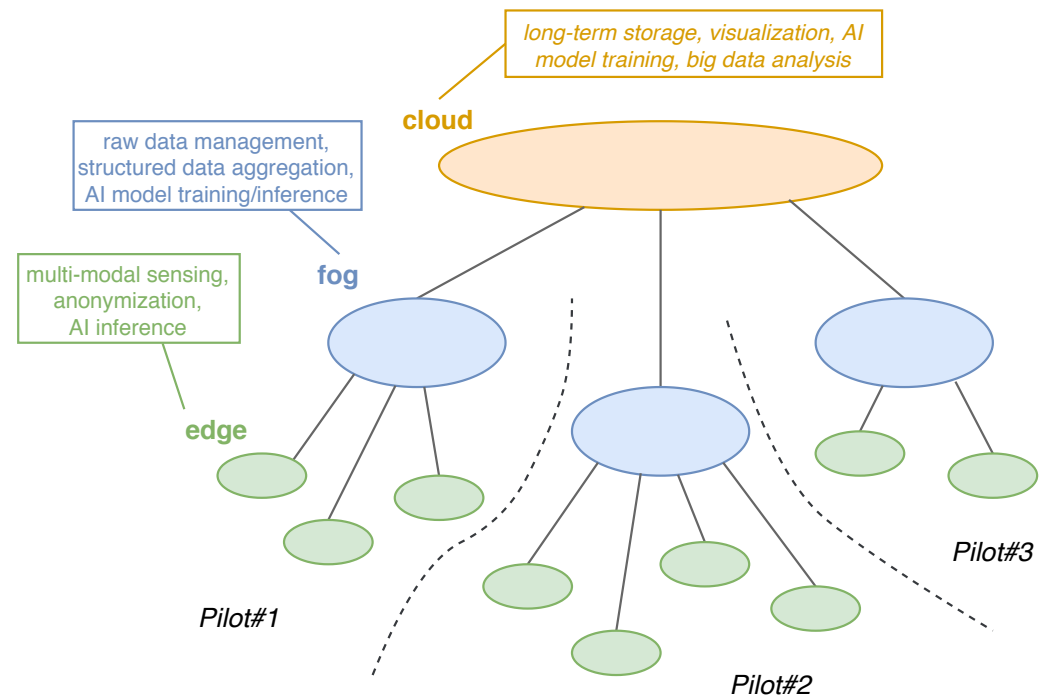 long-term storage, visualization, AI
model training, big data analysis
cloud
raw data management,
structured data aggregation,
AI model training/inference
fog
multi-modal sensing,
anonymization,
AI inference
edge
Pilot#1
Pilot#2
Pilot#3